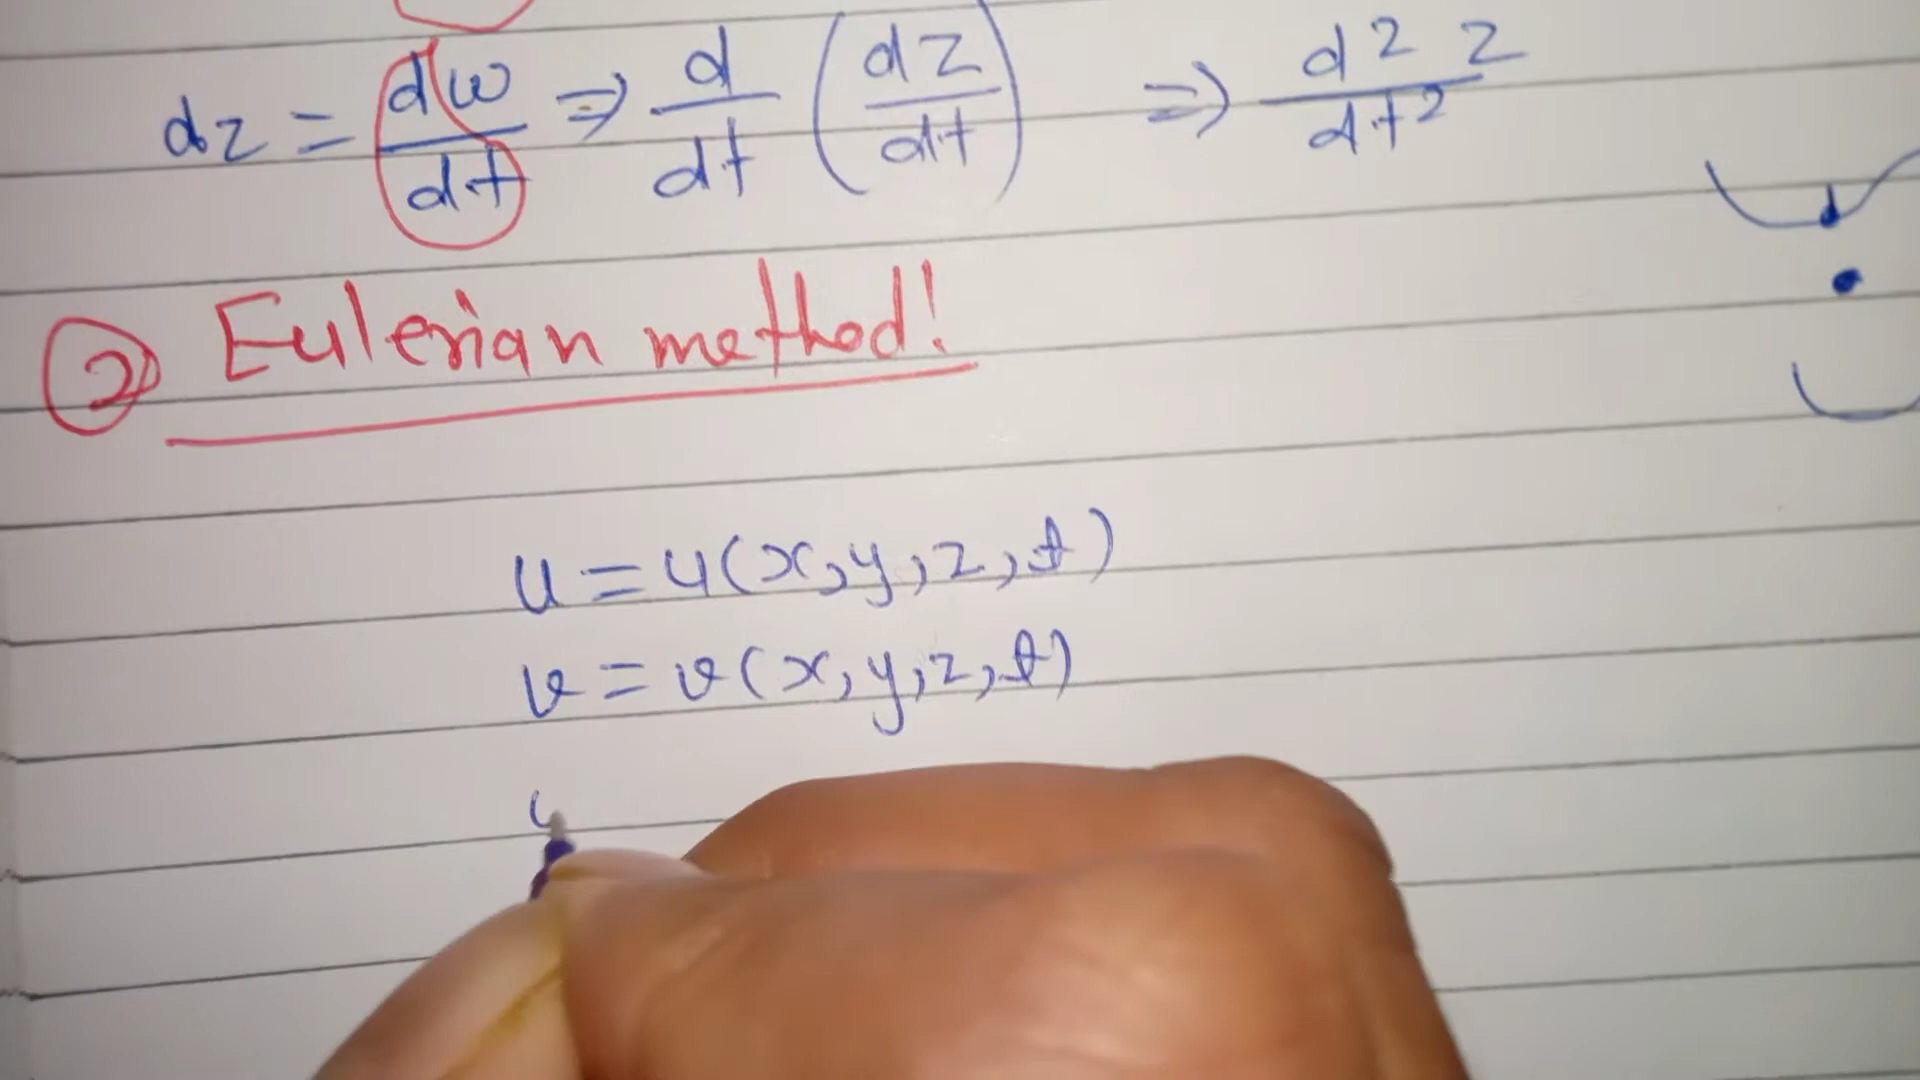 dz = dw/dt ⇒ d/dt (dz/dt) ⇒ d²z/dt²
② Eulerian method!
u = u(x,y,z,t)
v = v(x,y,z,t)